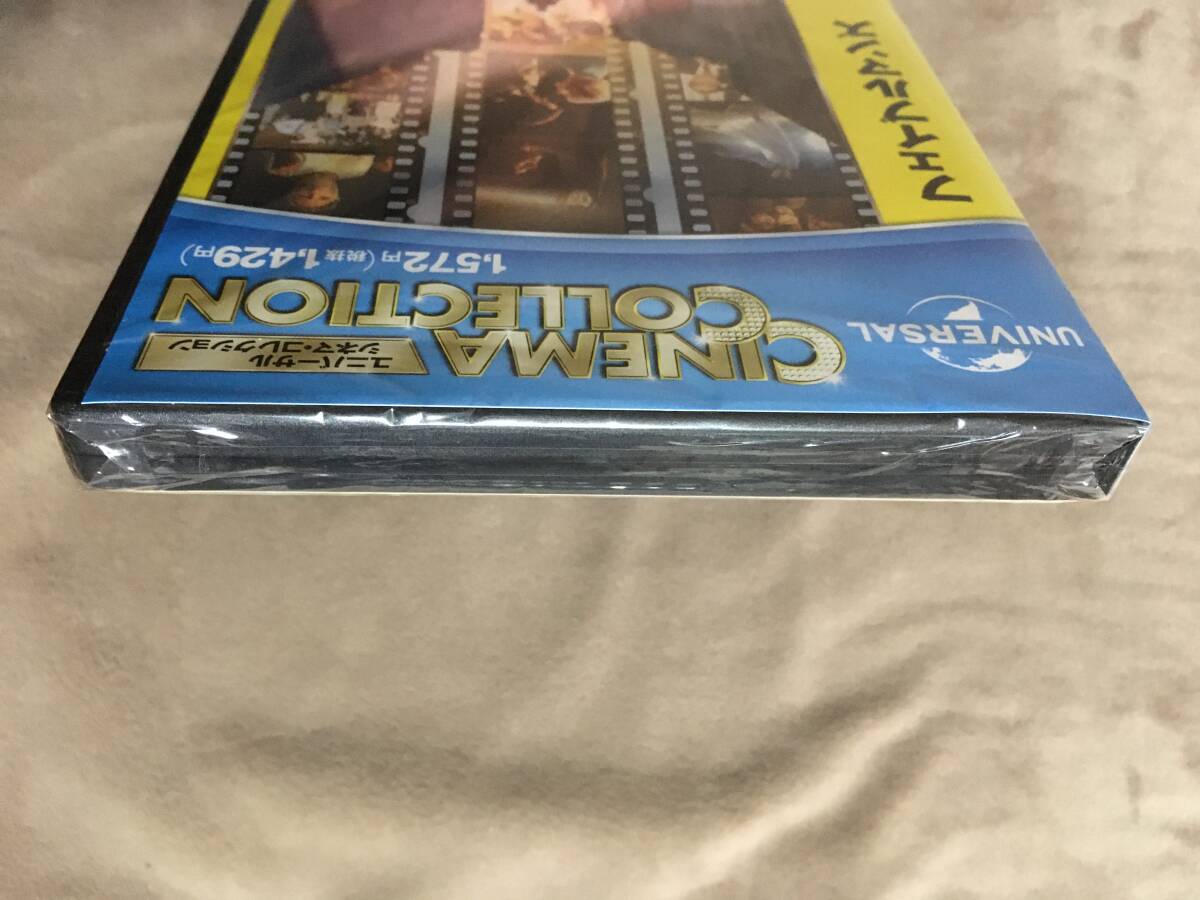 UNIVERSAL
CINEMA
COLLECTION
ユニバーサル
シネマ・コレクション
1,572円(税抜 1,429円)